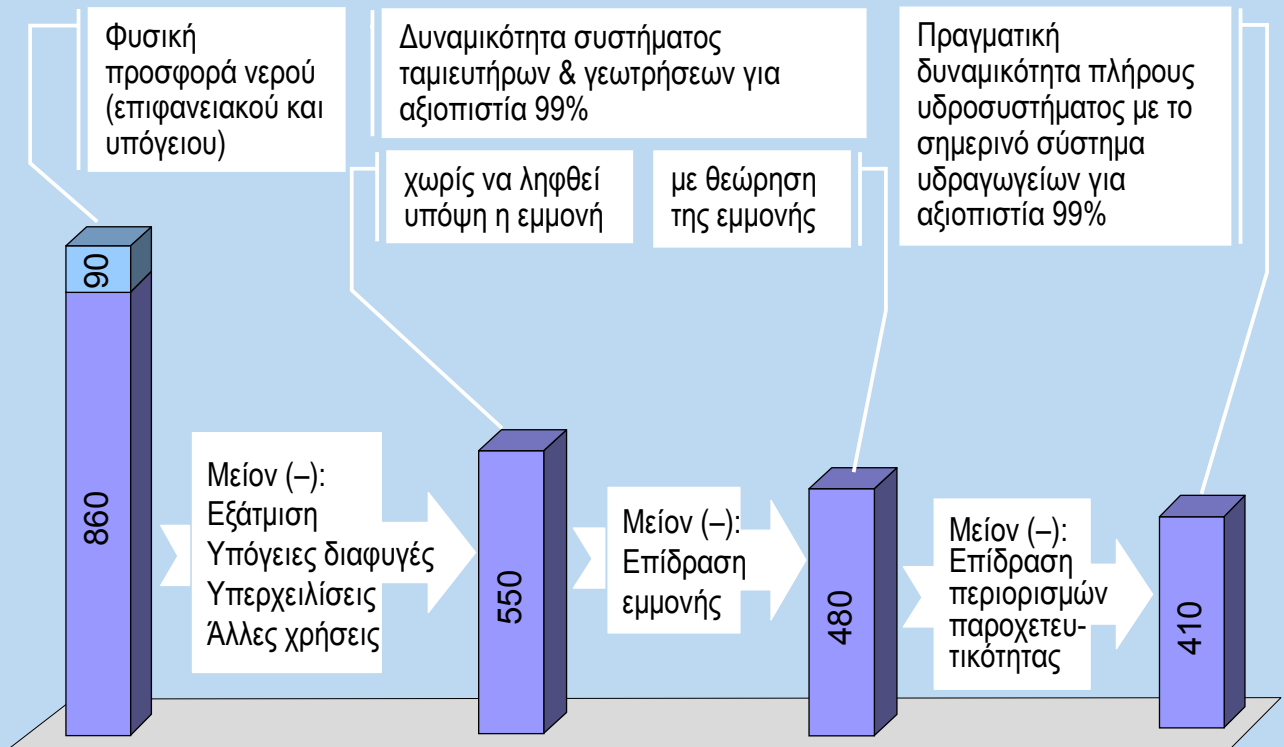 Φυσική
προσφορά νερού
(επιφανειακού και
υπόγειου)
Δυναμικότητα συστήματος
ταμιευτήρων & γεωτρήσεων για
αξιοπιστία 99%
χωρίς να ληφθεί
υπόψη η εμμονή
με θεώρηση
της εμμονής
Πραγματική
δυναμικότητα πλήρους
υδροσυστήματος με το
σημερινό σύστημα
υδραγωγείων για
αξιοπιστία 99%
90
860
Μείον (–):
Εξάτμιση
Υπόγειες διαφυγές
Υπερχειλίσεις
Άλλες χρήσεις
550
Μείον (–):
Επίδραση
εμμονής
480
Μείον (–):
Επίδραση
περιορισμών
παροχετευ-
τικότητας
410